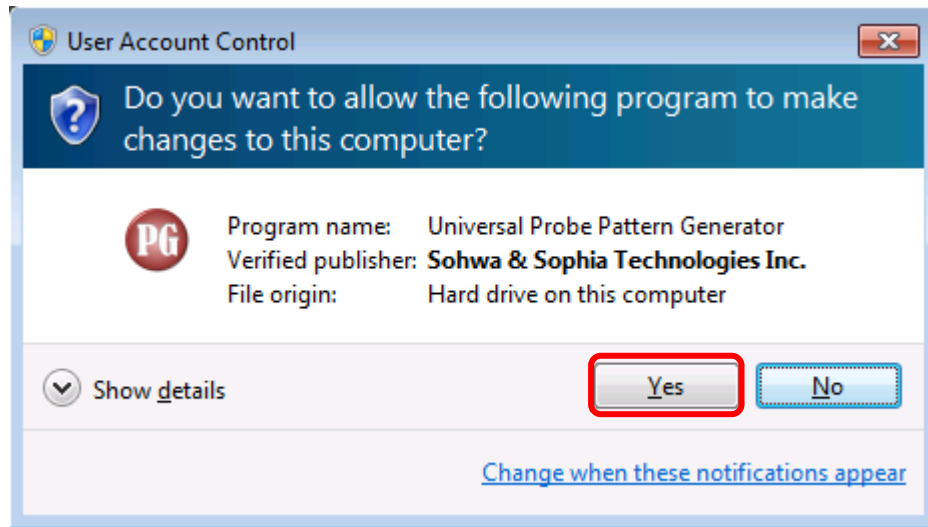 User Account Control
Do you want to allow the following program to make
changes to this computer?
PG
Program name: Universal Probe Pattern Generator
Verified publisher: Sohwa & Sophia Technologies Inc.
File origin: Hard drive on this computer
Show details
Yes
No
Change when these notifications appear